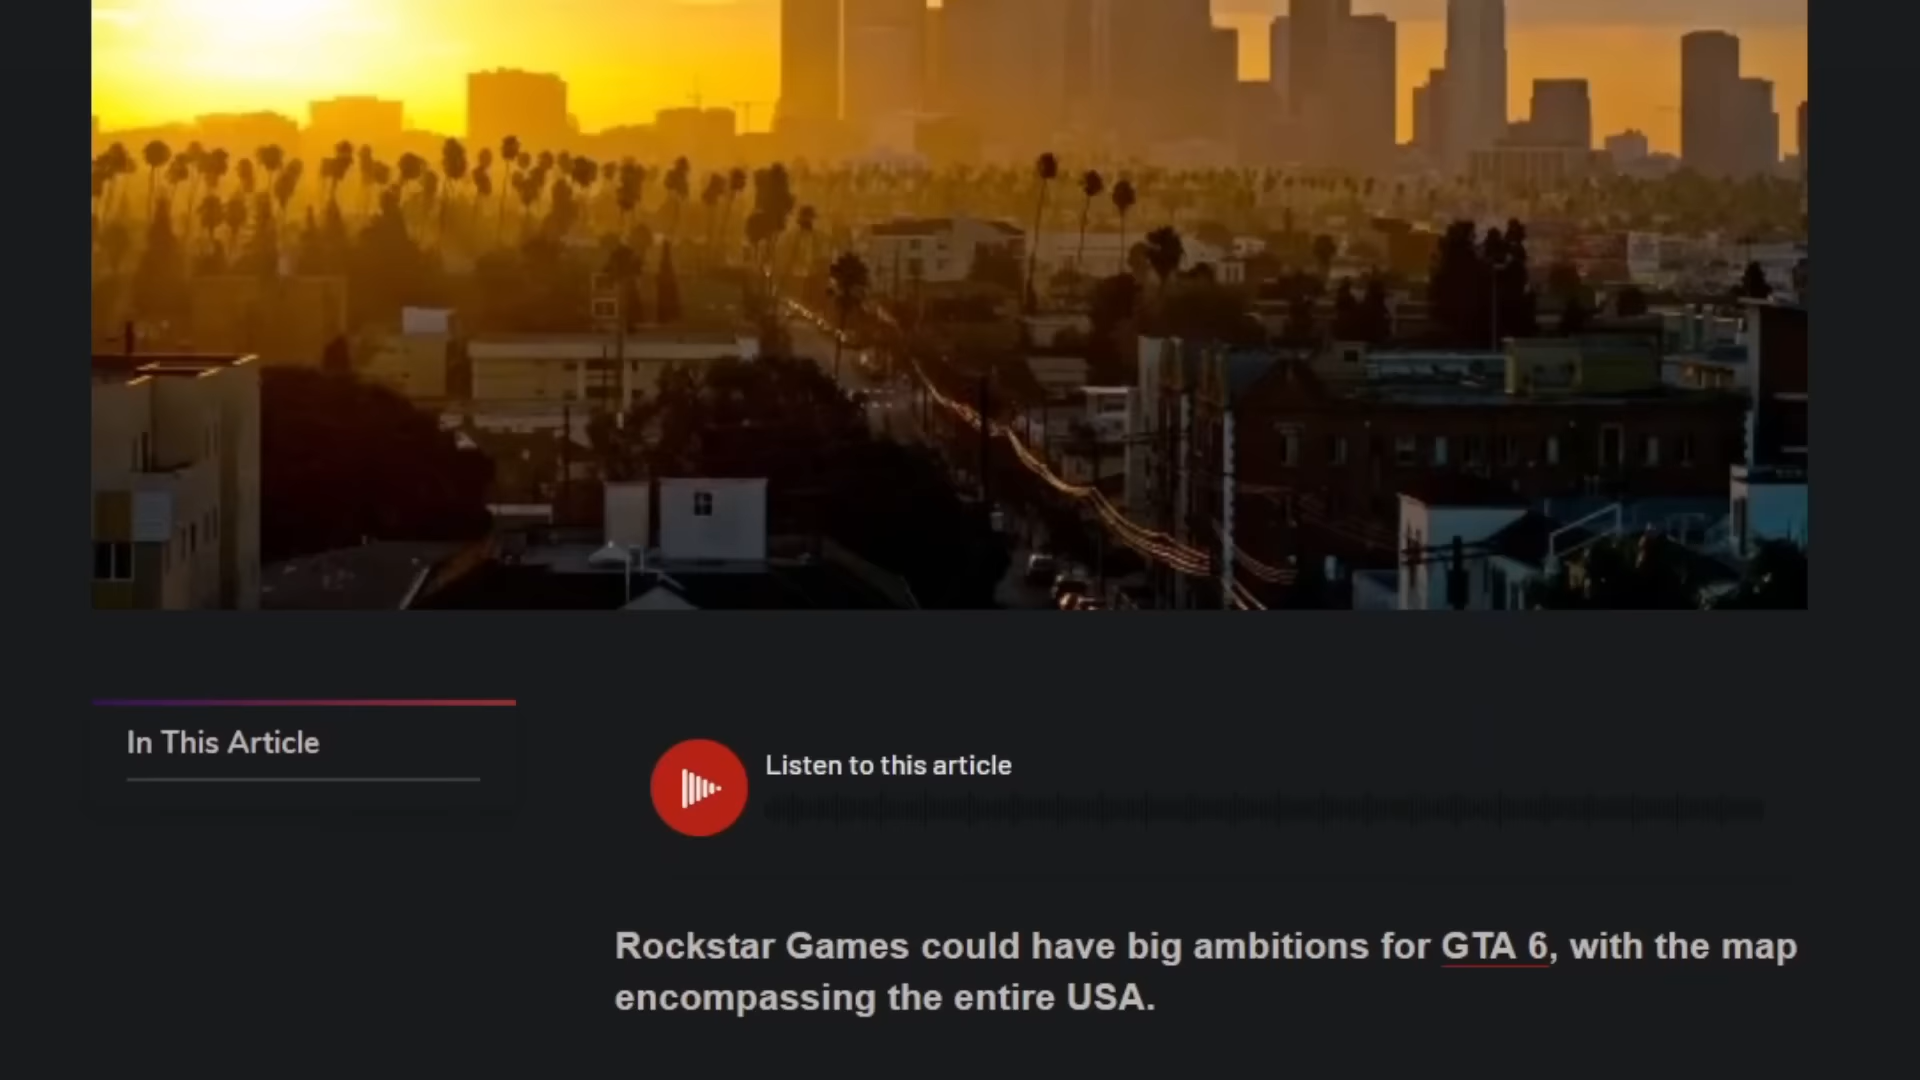 In This Article
Listen to this article
Rockstar Games could have big ambitions for GTA 6, with the map
encompassing the entire USA.